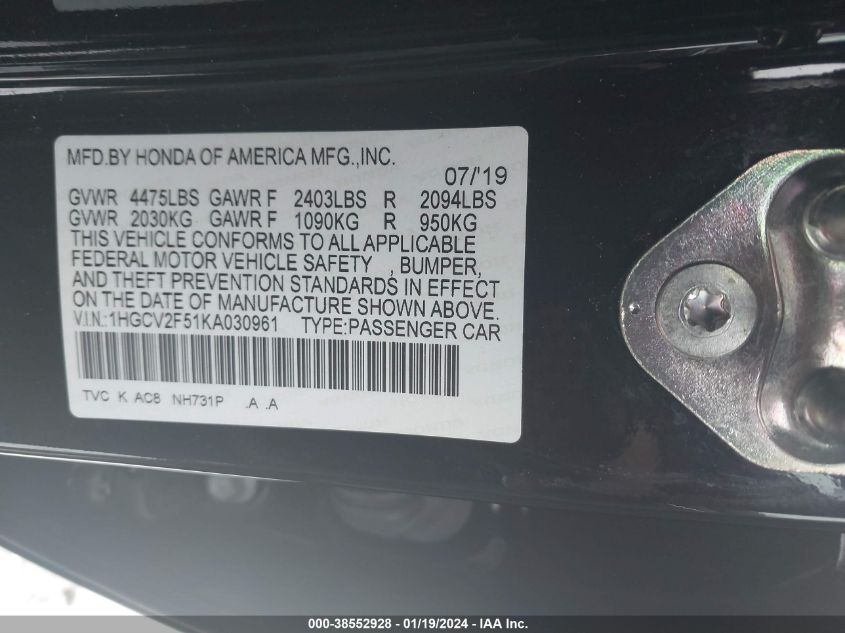 MFD.BY HONDA OF AMERICA MFG.,INC.
07/'19
GVWR 4475LBS GAWR F 2403LBS R 2094LBS
GVWR 2030KG GAWR F 1090KG R 950KG
THIS VEHICLE CONFORMS TO ALL APPLICABLE
FEDERAL MOTOR VEHICLE SAFETY , BUMPER,
AND THEFT PREVENTION STANDARDS IN EFFECT
ON THE DATE OF MANUFACTURE SHOWN ABOVE.
V.I.N.:1HGCV2F51KA030961 TYPE:PASSENGER CAR
TVC K AC8 NH731P .A .A
000-38552928 - 01/19/2024 - IAA Inc.